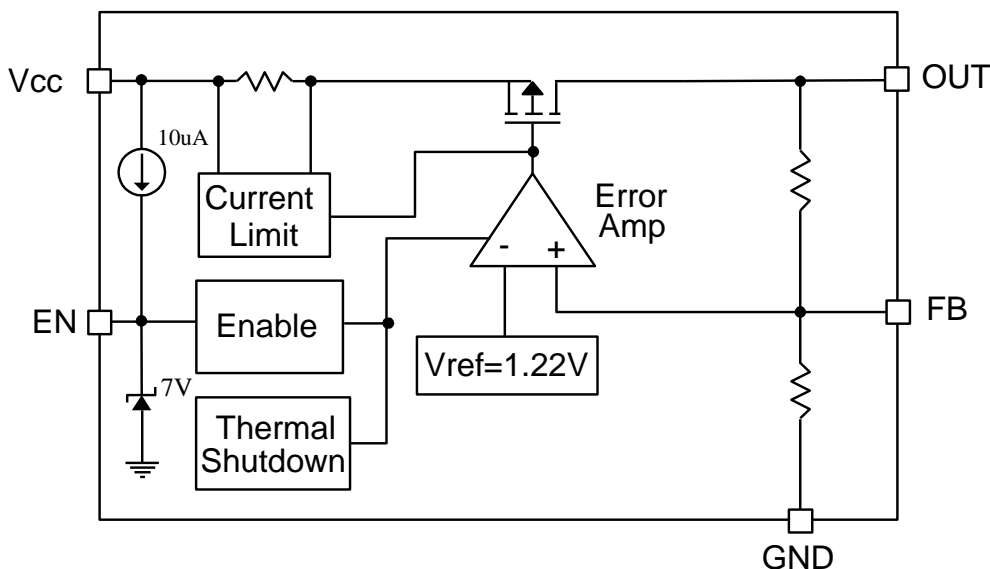 Vcc
OUT
10uA
Current
Limit
Error
Amp
-
+
EN
Enable
FB
Vref=1.22V
7V
Thermal
Shutdown
GND